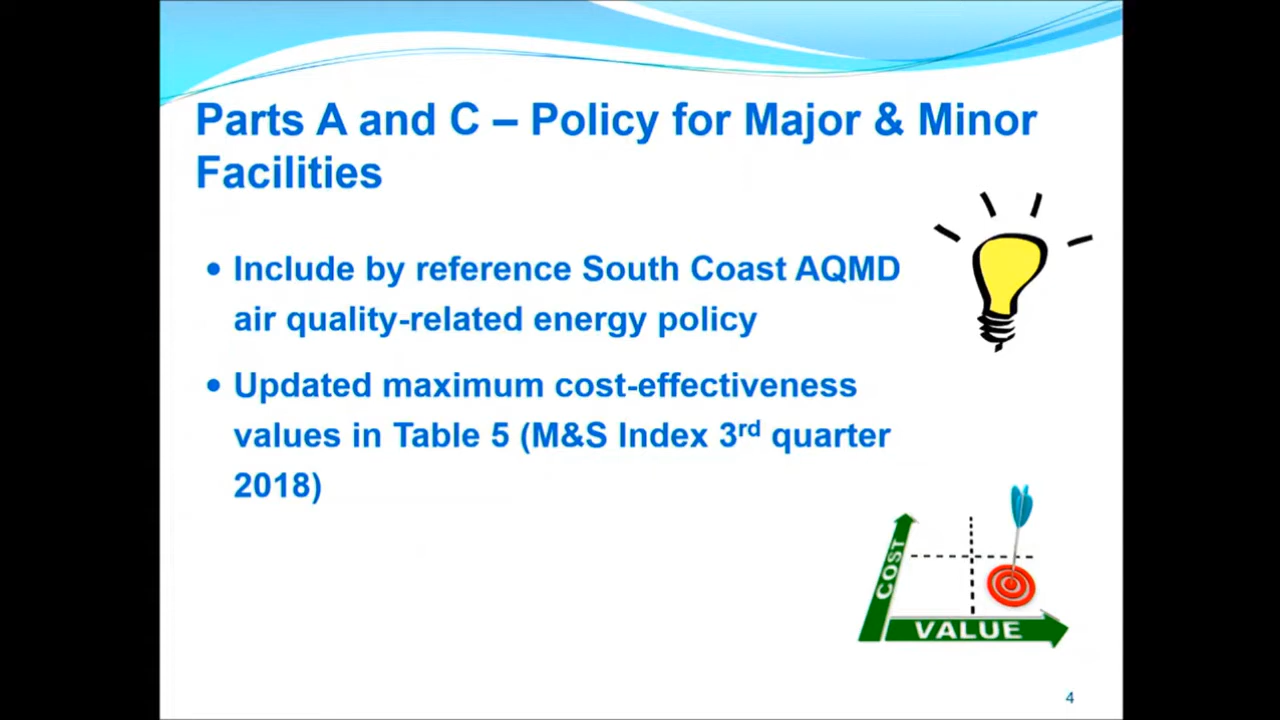 Parts A and C – Policy for Major & Minor
Facilities
• Include by reference South Coast AQMD
air quality-related energy policy
• Updated maximum cost-effectiveness
values in Table 5 (M&S Index 3rd quarter
2018)
COST
VALUE
4